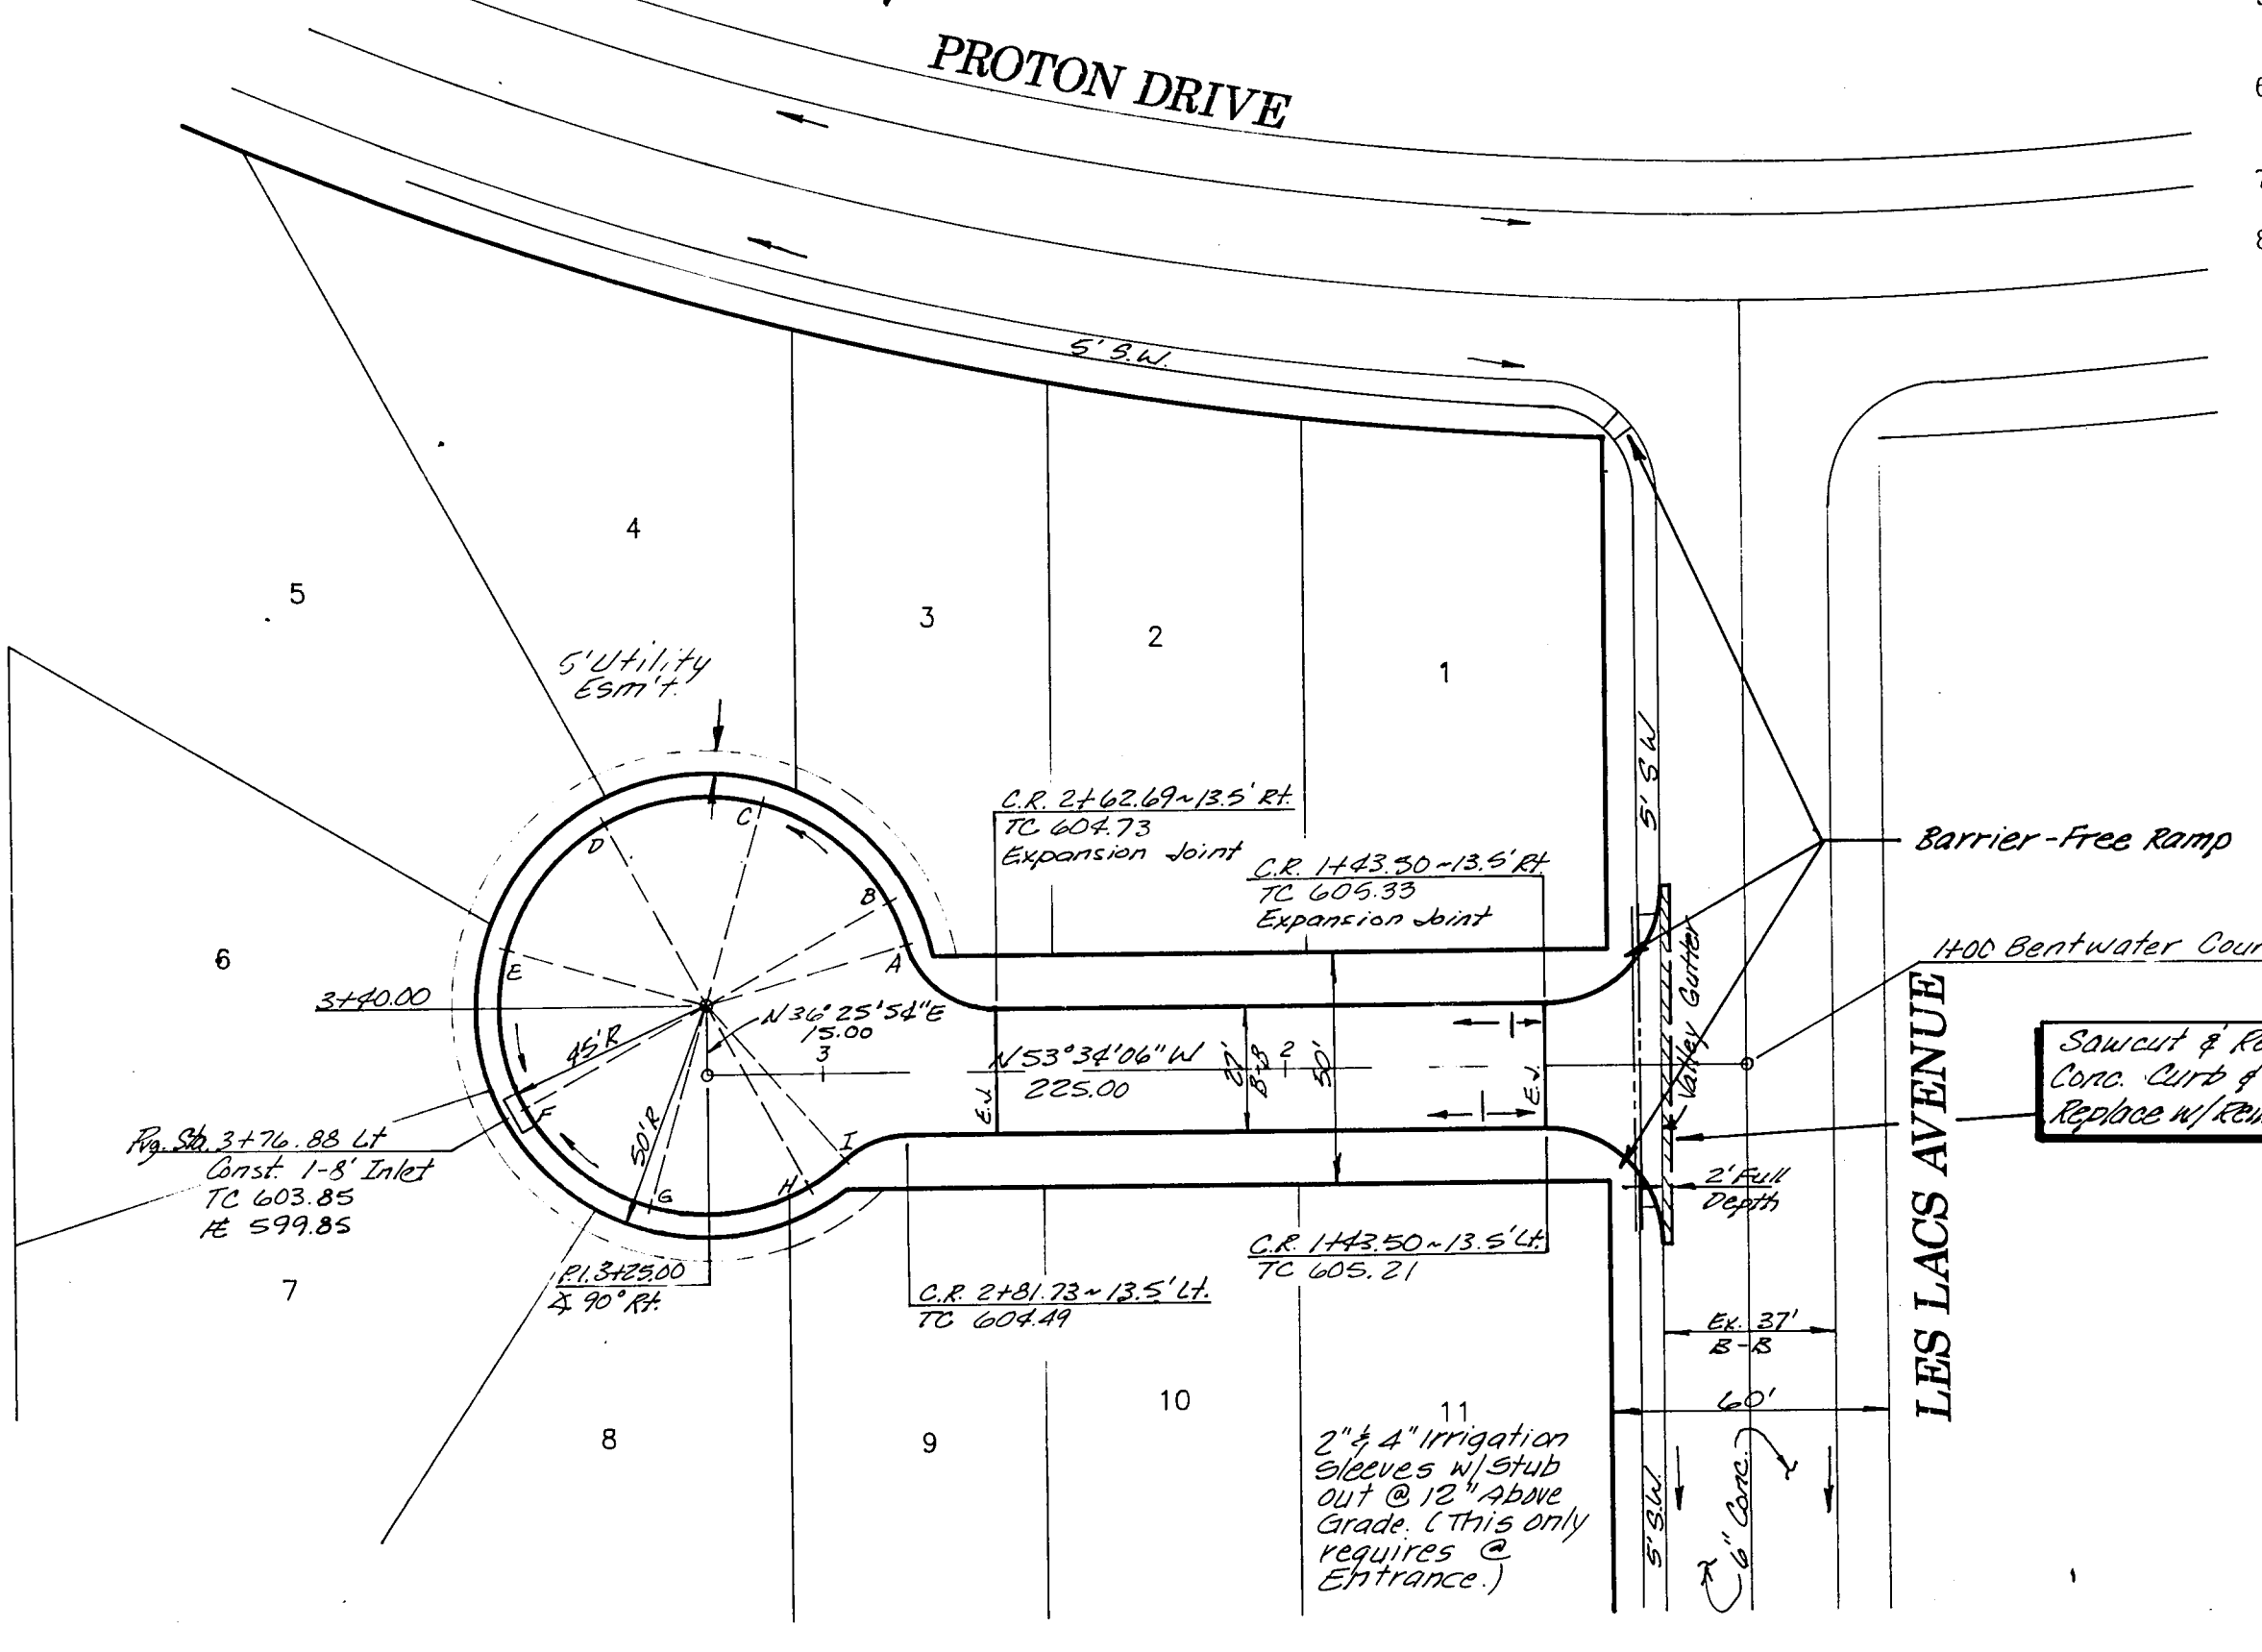 PROTON DRIVE
5' S.W.
4
5
3
2
1
5' Utility
Esm't.
5' S W
C.R. 2+62.69~13.5' Rt.
TC 604.73
Expansion Joint
C.R. 1+43.50~13.5' Rt.
TC 605.33
Expansion Joint
Barrier-Free Ramp
C
D
B
A
E
6
3+40.00
N 36° 25' 54" E
15.00
3
45' R
N 53° 34' 06" W
225.00
E.J.
27'
B-B
2
50'
E.J.
Valley Gutter
1+00 Bentwater
LES LACS AVENUE
Sawcut &
Conc. Curb &
Replace w/
F
50' R
I
H
G
Pvg. Sta. 3+76.88 Lt
Const. 1-8' Inlet
TC 603.85
FL 599.85
2' Full
Depth
7
P.I. 3+25.00
∡ 90° Rt.
C.R. 2+81.73~13.5' Lt.
TC 604.49
C.R. 1+43.50~13.5' Lt.
TC 605.21
Ex. 37'
B-B
60'
8
9
10
11
2" & 4" Irrigation
Sleeves w/ Stub
out @ 12" Above
Grade. (This only
requires @
Entrance.)
5' S.W.
6" Conc.